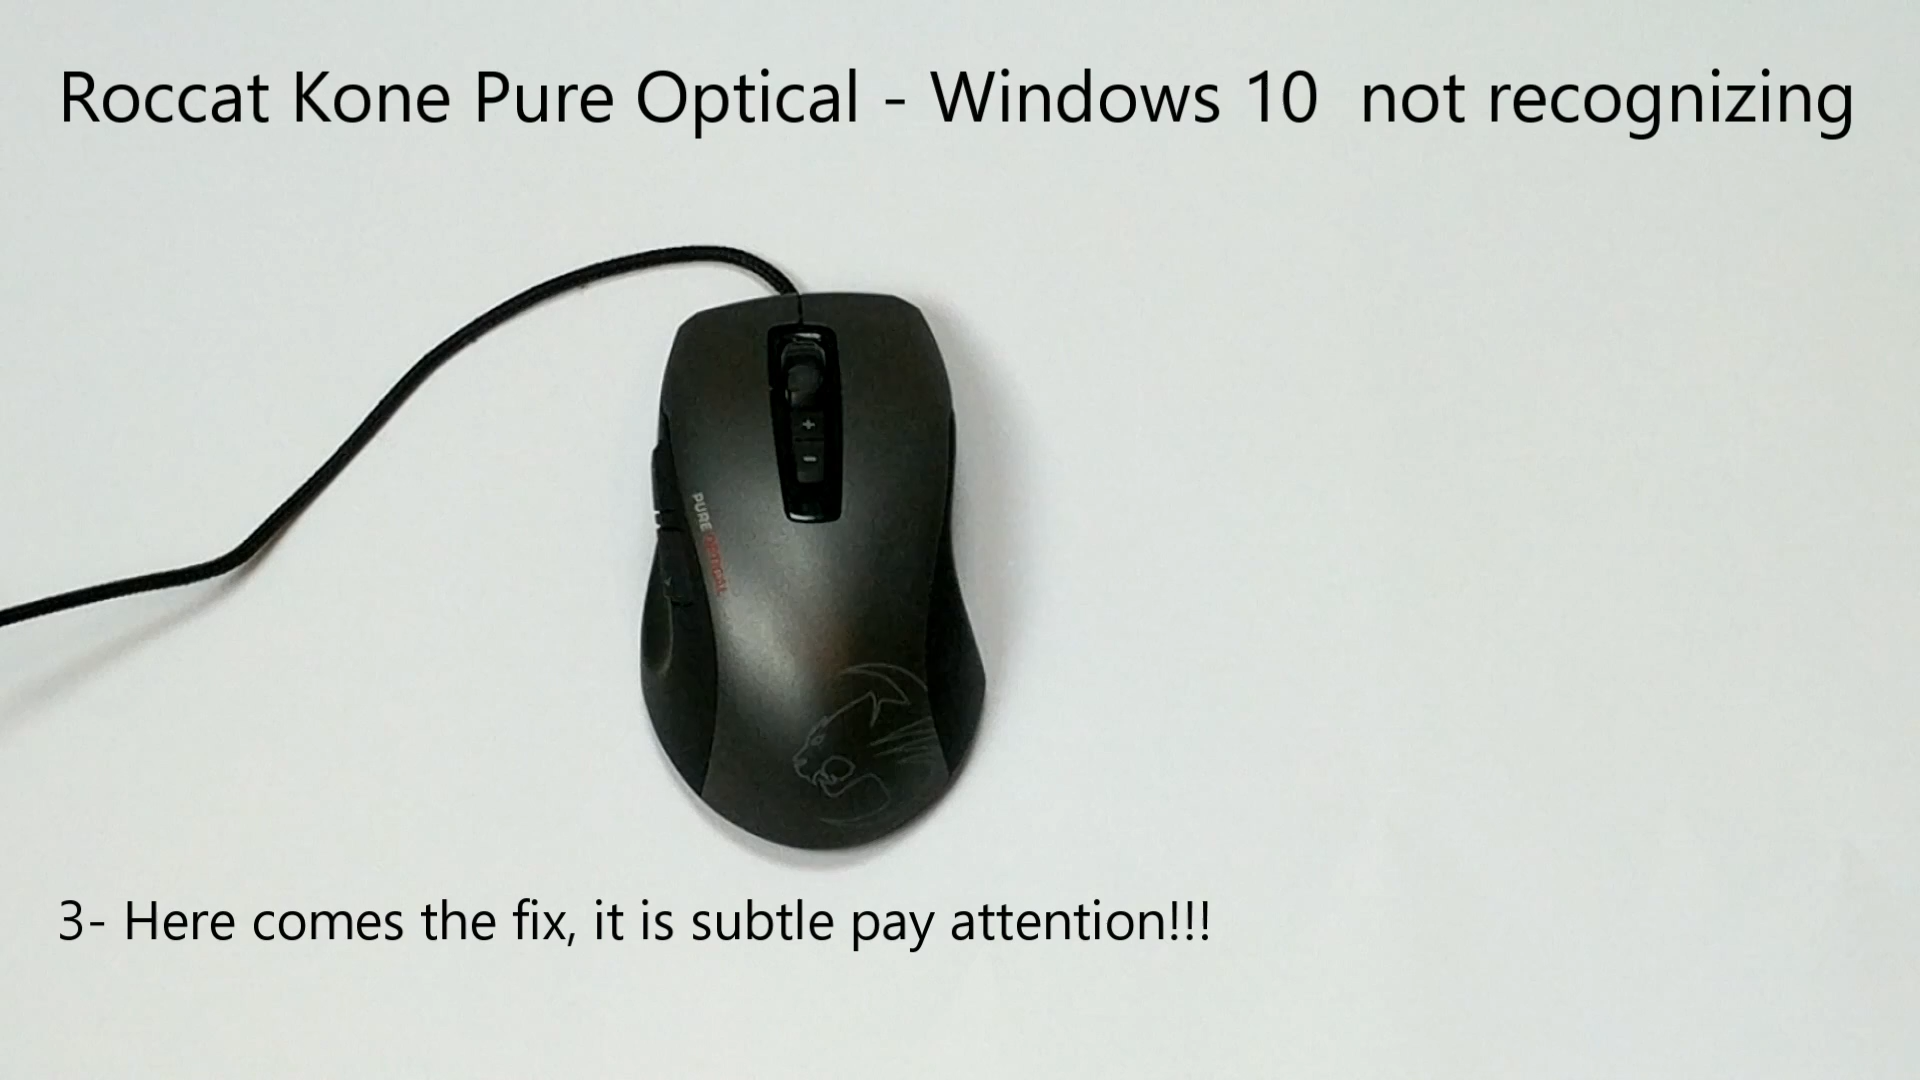 Roccat Kone Pure Optical - Windows 10  not recognizing
+
-
PURE OPTICAL
3- Here comes the fix, it is subtle pay attention!!!